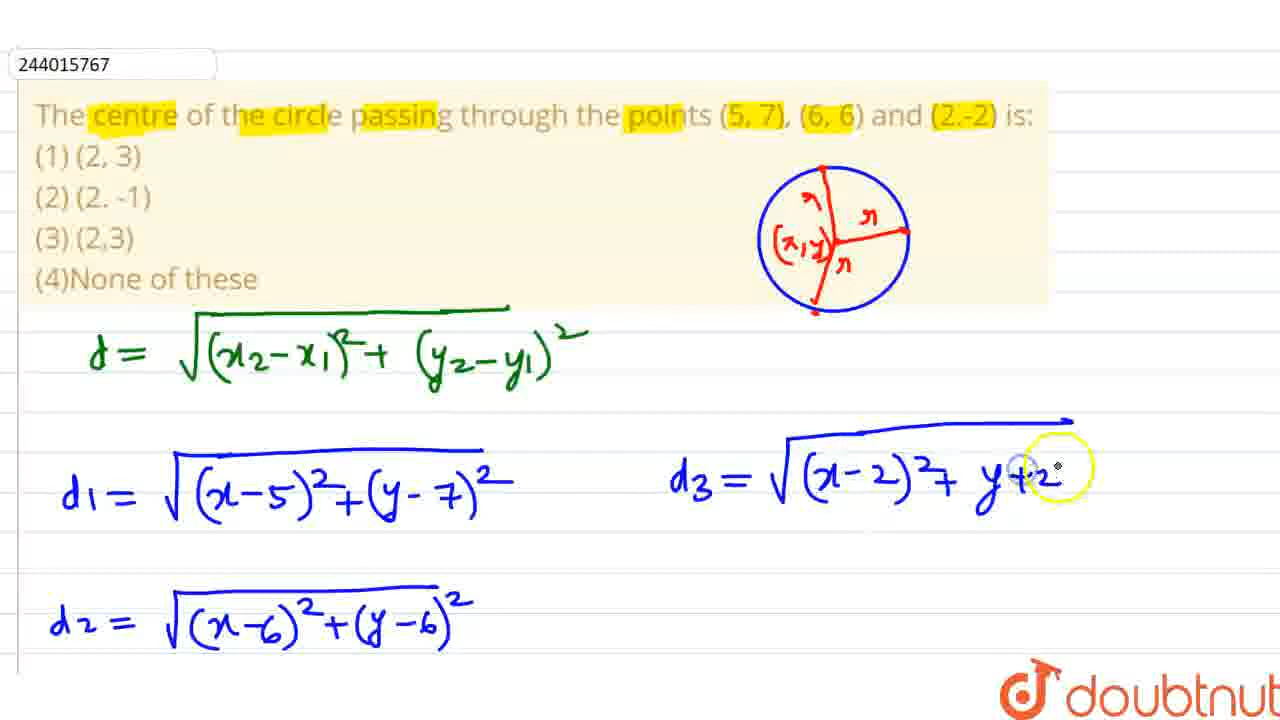 244015767
The centre of the circle passing through the points (5, 7), (6, 6) and (2.-2) is:
(1) (2, 3)
(2) (2. -1)
(3) (2,3)
(4)None of these
r
r
(x,y)
r
d = √(x₂-x₁)² + (y₂-y₁)²
d₁ = √(x-5)²+(y-7)²
d₃ = √(x-2)²+ y+2
d₂ = √(x-6)²+(y-6)²
doubtnut